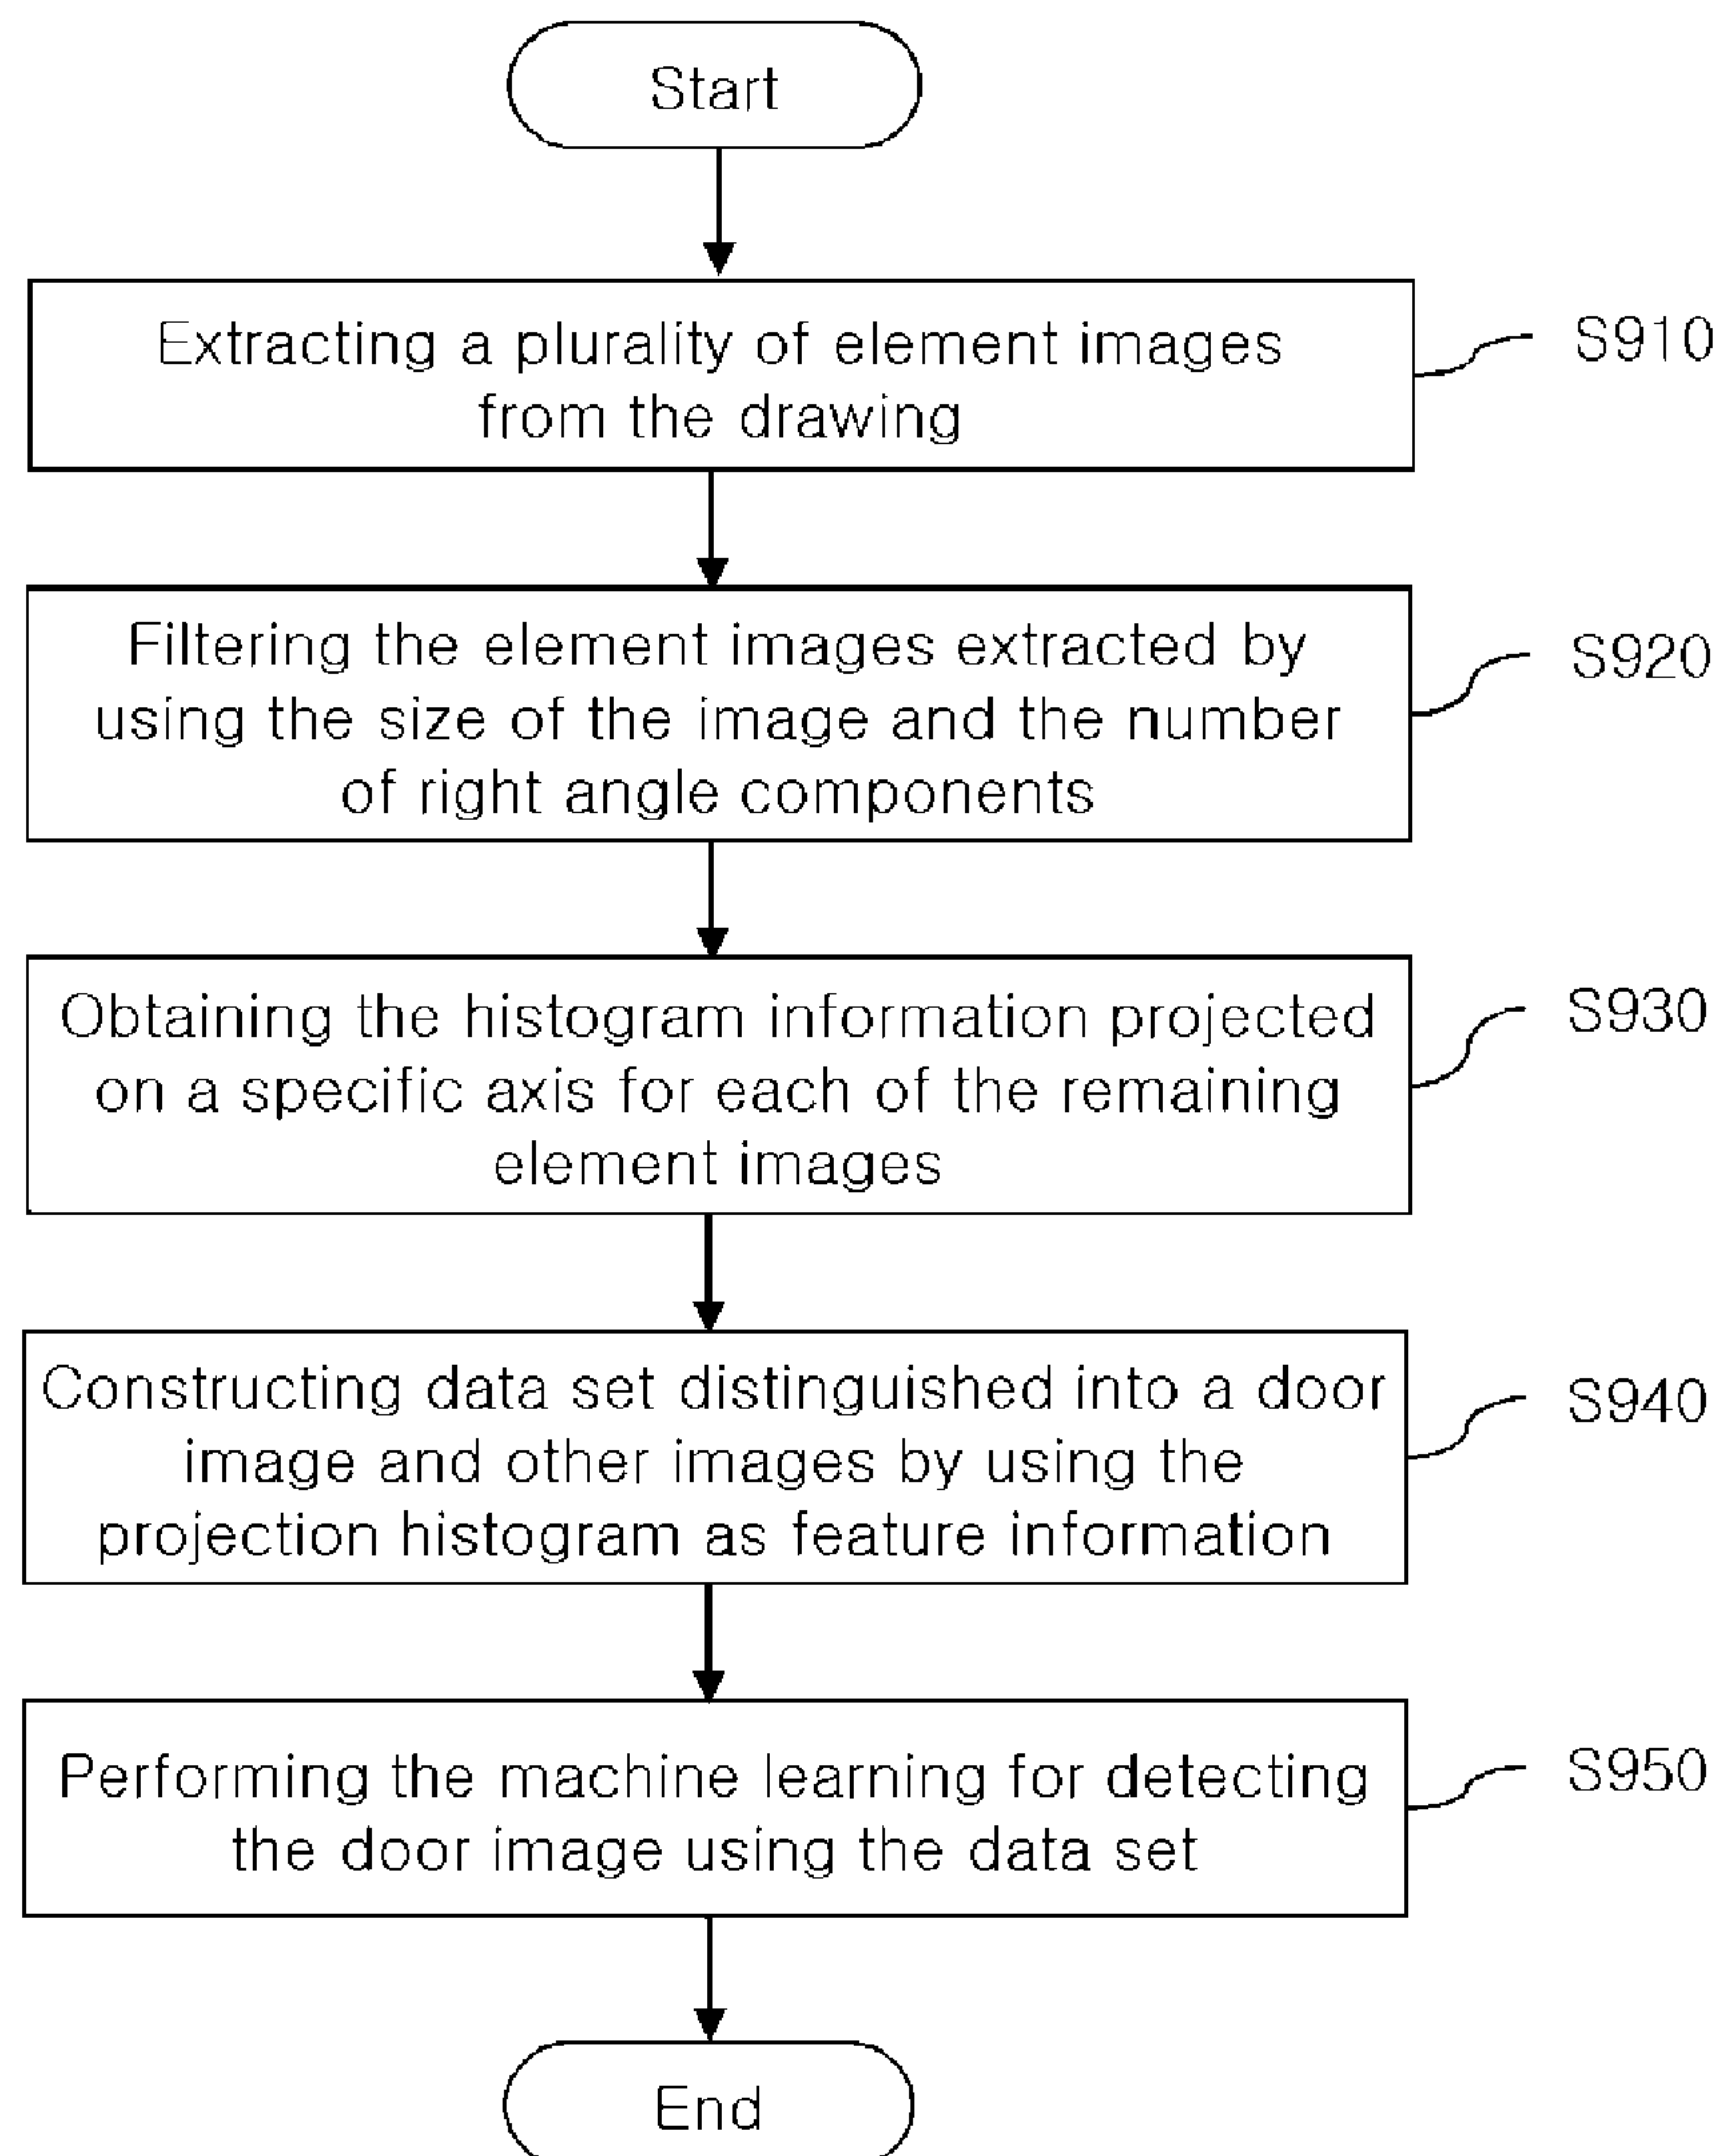 Start
Extracting a plurality of element images
from the drawing
S910
Filtering the element images extracted by
using the size of the image and the number
of right angle components
S920
Obtaining the histogram information projected
on a specific axis for each of the remaining
element images
S930
Constructing data set distinguished into a door
image and other images by using the
projection histogram as feature information
S940
Performing the machine learning for detecting
the door image using the data set
S950
End